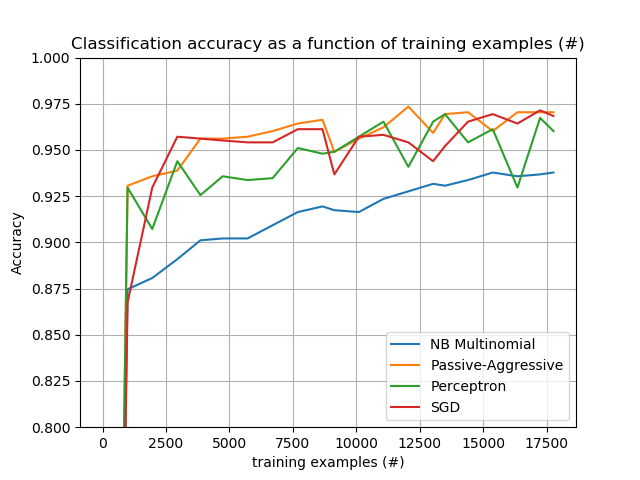 Classification accuracy as a function of training examples (#)
1.000
0.975
0.950
0.925
0.900
0.875
0.850
0.825
0.800
Accuracy
NB Multinomial
Passive-Aggressive
Perceptron
SGD
0 2500 5000 7500 10000 12500 15000 17500
training examples (#)